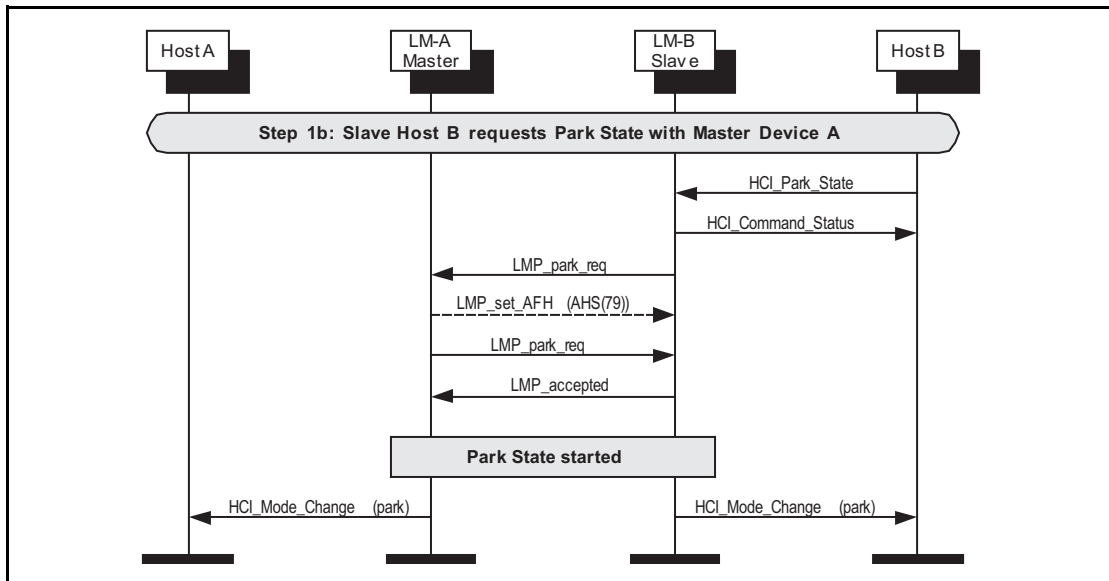 Host A
LM-A
Master
LM-B
Slave
Host B
Step 1b: Slave Host B requests Park State with Master Device A
HCI_Park_State
HCI_Command_Status
LMP_park_req
LMP_set_AFH (AHS(79))
LMP_park_req
LMP_accepted
Park State started
HCI_Mode_Change (park)
HCI_Mode_Change (park)